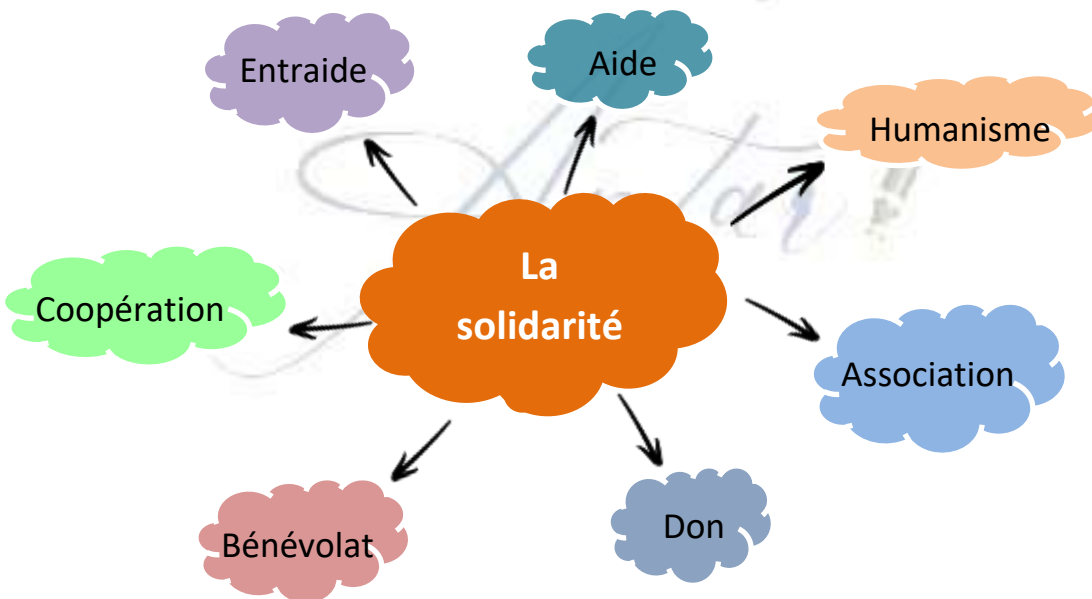 Entraide
Aide
Humanisme
La
solidarité
Coopération
Association
Bénévolat
Don